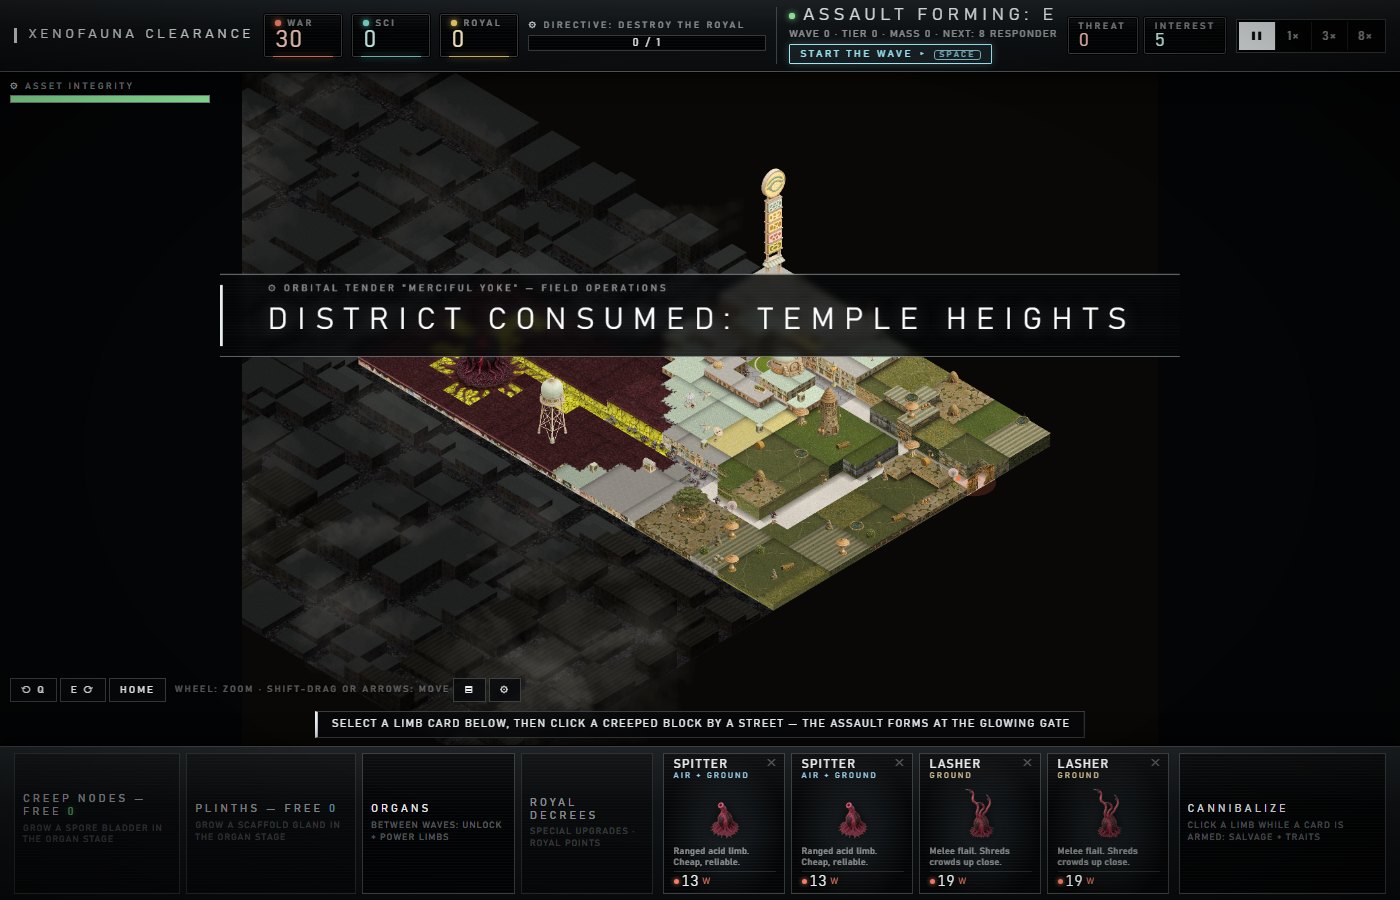 XENOFAUNA CLEARANCE
WAR
30
SCI
0
ROYAL
0
DIRECTIVE: DESTROY THE ROYAL
0 / 1
ASSAULT FORMING: E
WAVE 0 · TIER 0 · MASS 0 · NEXT: 8 RESPONDER
START THE WAVE ▸ SPACE
THREAT
0
INTEREST
5
1×
3×
8×
ASSET INTEGRITY
ORBITAL TENDER "MERCIFUL YOKE" — FIELD OPERATIONS
DISTRICT CONSUMED: TEMPLE HEIGHTS
Q
E
HOME
WHEEL: ZOOM · SHIFT-DRAG OR ARROWS: MOVE
SELECT A LIMB CARD BELOW, THEN CLICK A CREEPED BLOCK BY A STREET — THE ASSAULT FORMS AT THE GLOWING GATE
CREEP NODES —
FREE 0
GROW A SPORE BLADDER IN
THE ORGAN STAGE
PLINTHS — FREE 0
GROW A SCAFFOLD GLAND IN
THE ORGAN STAGE
ORGANS
BETWEEN WAVES: UNLOCK
+ POWER LIMBS
ROYAL
DECREES
SPECIAL UPGRADES ·
ROYAL POINTS
SPITTER
AIR + GROUND
Ranged acid limb.
Cheap, reliable.
13 W
SPITTER
AIR + GROUND
Ranged acid limb.
Cheap, reliable.
13 W
LASHER
GROUND
Melee flail. Shreds
crowds up close.
19 W
LASHER
GROUND
Melee flail. Shreds
crowds up close.
19 W
CANNIBALIZE
CLICK A LIMB WHILE A CARD IS
ARMED: SALVAGE + TRAITS